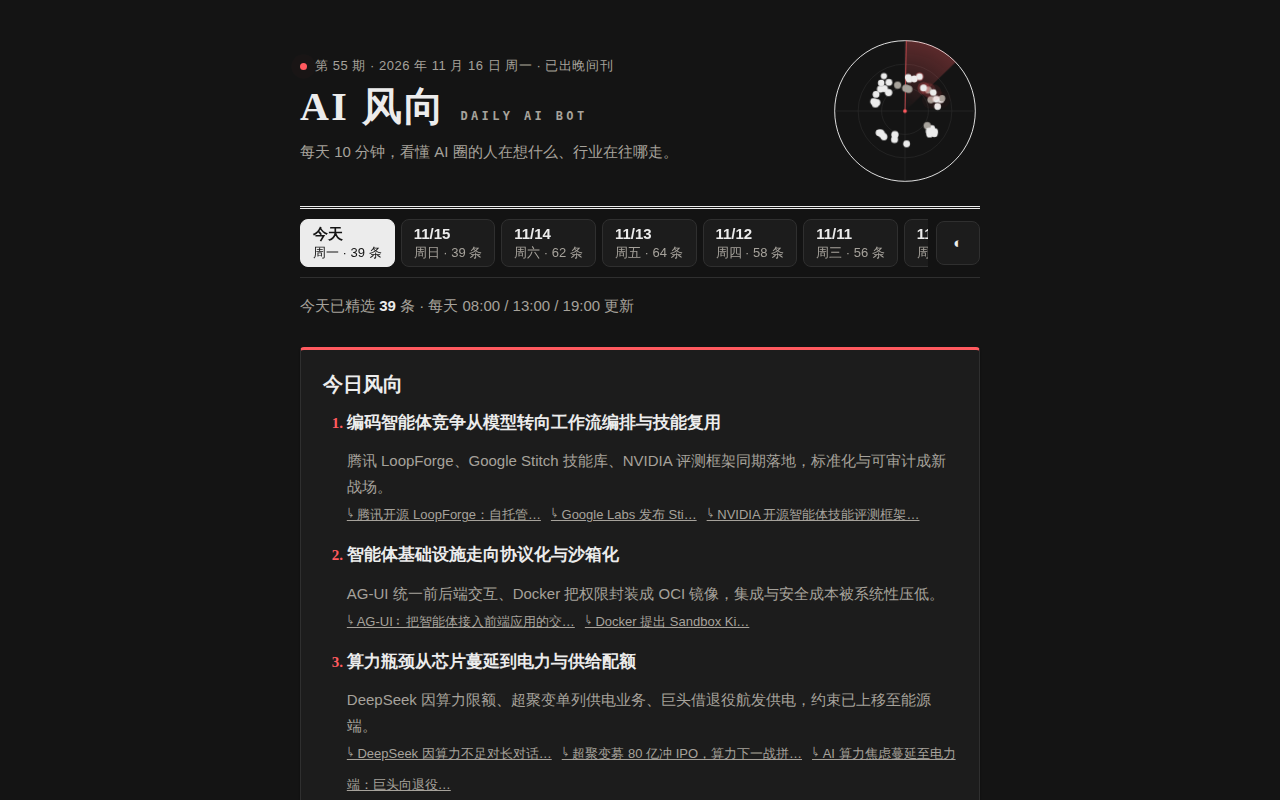 第 55 期 · 2026 年 11 月 16 日 周一 · 已出晚间刊
AI 风向 DAILY AI BOT
每天 10 分钟，看懂 AI 圈的人在想什么、行业在往哪走。
今天 11/15 11/14 11/13 11/12 11/11
周一 · 39 条 周日 · 39 条 周六 · 62 条 周五 · 64 条 周四 · 58 条 周三 · 56 条 周
今天已精选 39 条 · 每天 08:00 / 13:00 / 19:00 更新
今日风向
1. 编码智能体竞争从模型转向工作流编排与技能复用
腾讯 LoopForge、Google Stitch 技能库、NVIDIA 评测框架同期落地，标准化与可审计成新
战场。
↳ 腾讯开源 LoopForge：自托管… ↳ Google Labs 发布 Sti… ↳ NVIDIA 开源智能体技能评测框架…
2. 智能体基础设施走向协议化与沙箱化
AG-UI 统一前后端交互、Docker 把权限封装成 OCI 镜像，集成与安全成本被系统性压低。
↳ AG-UI：把智能体接入前端应用的交… ↳ Docker 提出 Sandbox Ki…
3. 算力瓶颈从芯片蔓延到电力与供给配额
DeepSeek 因算力限额、超聚变单列供电业务、巨头借退役航发供电，约束已上移至能源
端。
↳ DeepSeek 因算力不足对长对话… ↳ 超聚变募 80 亿冲 IPO，算力下一战拼… ↳ AI 算力焦虑蔓延至电力
端：巨头向退役…